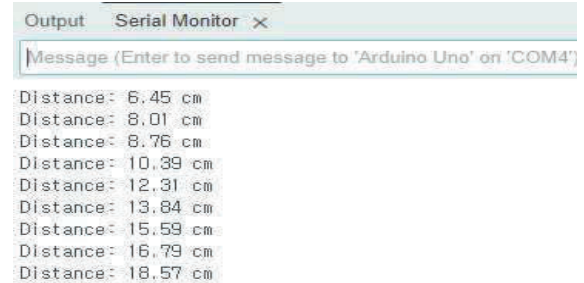 Output Serial Monitor ×
Message (Enter to send message to 'Arduino Uno' on 'COM4')
Distance: 6.45 cm
Distance: 8.01 cm
Distance: 8.76 cm
Distance: 10.39 cm
Distance: 12.31 cm
Distance: 13.84 cm
Distance: 15.59 cm
Distance: 16.79 cm
Distance: 18.57 cm